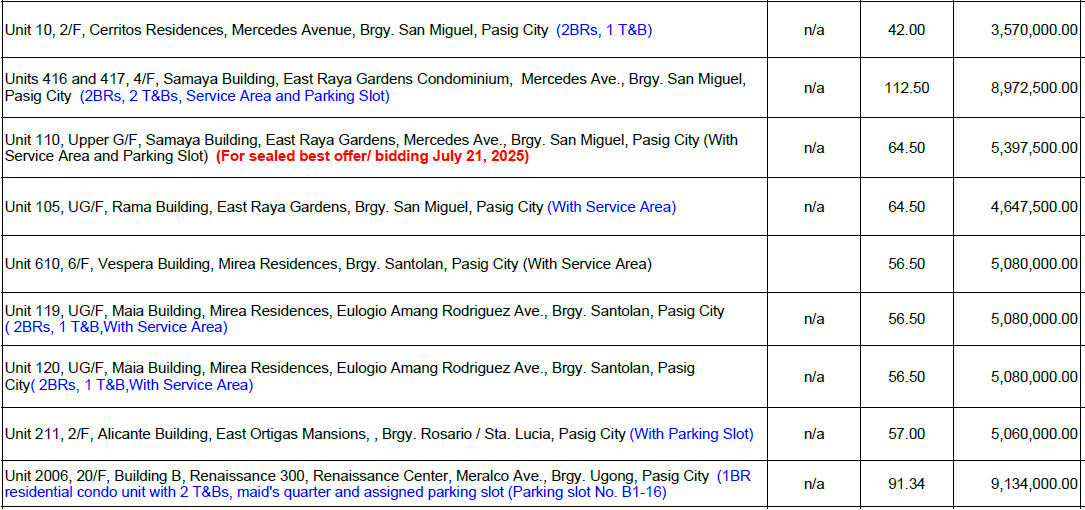 Unit 10, 2/F, Cerritos Residences, Mercedes Avenue, Brgy. San Miguel, Pasig City (2BRs, 1 T&B) n/a 42.00 3,570,000.00
Units 416 and 417, 4/F, Samaya Building, East Raya Gardens Condominium, Mercedes Ave., Brgy. San Miguel,
Pasig City (2BRs, 2 T&Bs, Service Area and Parking Slot) n/a 112.50 8,972,500.00
Unit 110, Upper G/F, Samaya Building, East Raya Gardens, Mercedes Ave., Brgy. San Miguel, Pasig City (With
Service Area and Parking Slot) (For sealed best offer/ bidding July 21, 2025) n/a 64.50 5,397,500.00
Unit 105, UG/F, Rama Building, East Raya Gardens, Brgy. San Miguel, Pasig City (With Service Area) n/a 64.50 4,647,500.00
Unit 610, 6/F, Vespera Building, Mirea Residences, Brgy. Santolan, Pasig City (With Service Area) 56.50 5,080,000.00
Unit 119, UG/F, Maia Building, Mirea Residences, Eulogio Amang Rodriguez Ave., Brgy. Santolan, Pasig City
( 2BRs, 1 T&B,With Service Area) n/a 56.50 5,080,000.00
Unit 120, UG/F, Maia Building, Mirea Residences, Eulogio Amang Rodriguez Ave., Brgy. Santolan, Pasig
City( 2BRs, 1 T&B,With Service Area) n/a 56.50 5,080,000.00
Unit 211, 2/F, Alicante Building, East Ortigas Mansions, , Brgy. Rosario / Sta. Lucia, Pasig City (With Parking Slot) n/a 57.00 5,060,000.00
Unit 2006, 20/F, Building B, Renaissance 300, Renaissance Center, Meralco Ave., Brgy. Ugong, Pasig City (1BR
residential condo unit with 2 T&Bs, maid's quarter and assigned parking slot (Parking slot No. B1-16) n/a 91.34 9,134,000.00